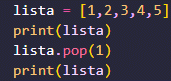 lista = [1,2,3,4,5]
print(lista)
lista.pop(1)
print(lista)